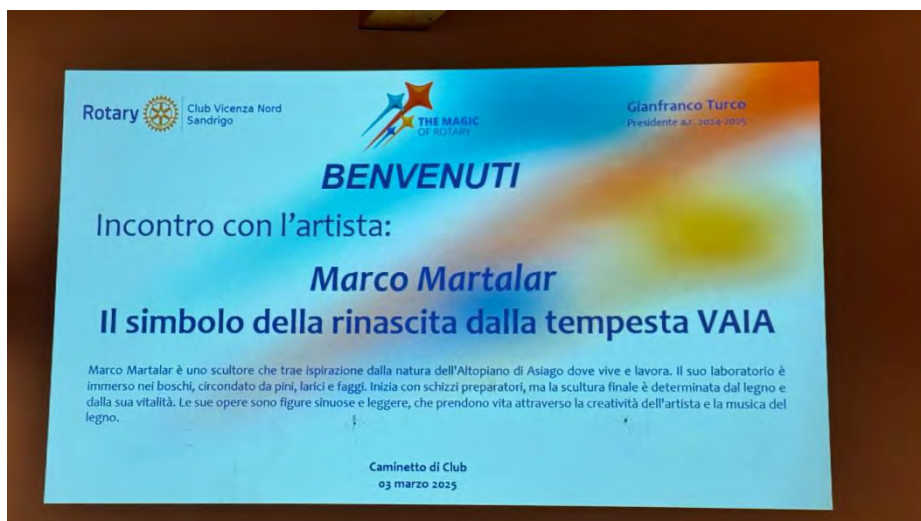 Rotary
Club Vicenza Nord
Sandrigo
THE MAGIC
OF ROTARY
Gianfranco Turco
Presidente a.r. 2024-2025
BENVENUTI
Incontro con l'artista:
Marco Martalar
Il simbolo della rinascita dalla tempesta VAIA
Marco Martalar è uno scultore che trae ispirazione dalla natura dell'Altopiano di Asiago dove vive e lavora. Il suo laboratorio è
immerso nei boschi, circondato da pini, larici e faggi. Inizia con schizzi preparatori, ma la scultura finale è determinata dal legno e
dalla sua vitalità. Le sue opere sono figure sinuose e leggere, che prendono vita attraverso la creatività dell'artista e la musica del
legno.
Caminetto di Club
03 marzo 2025